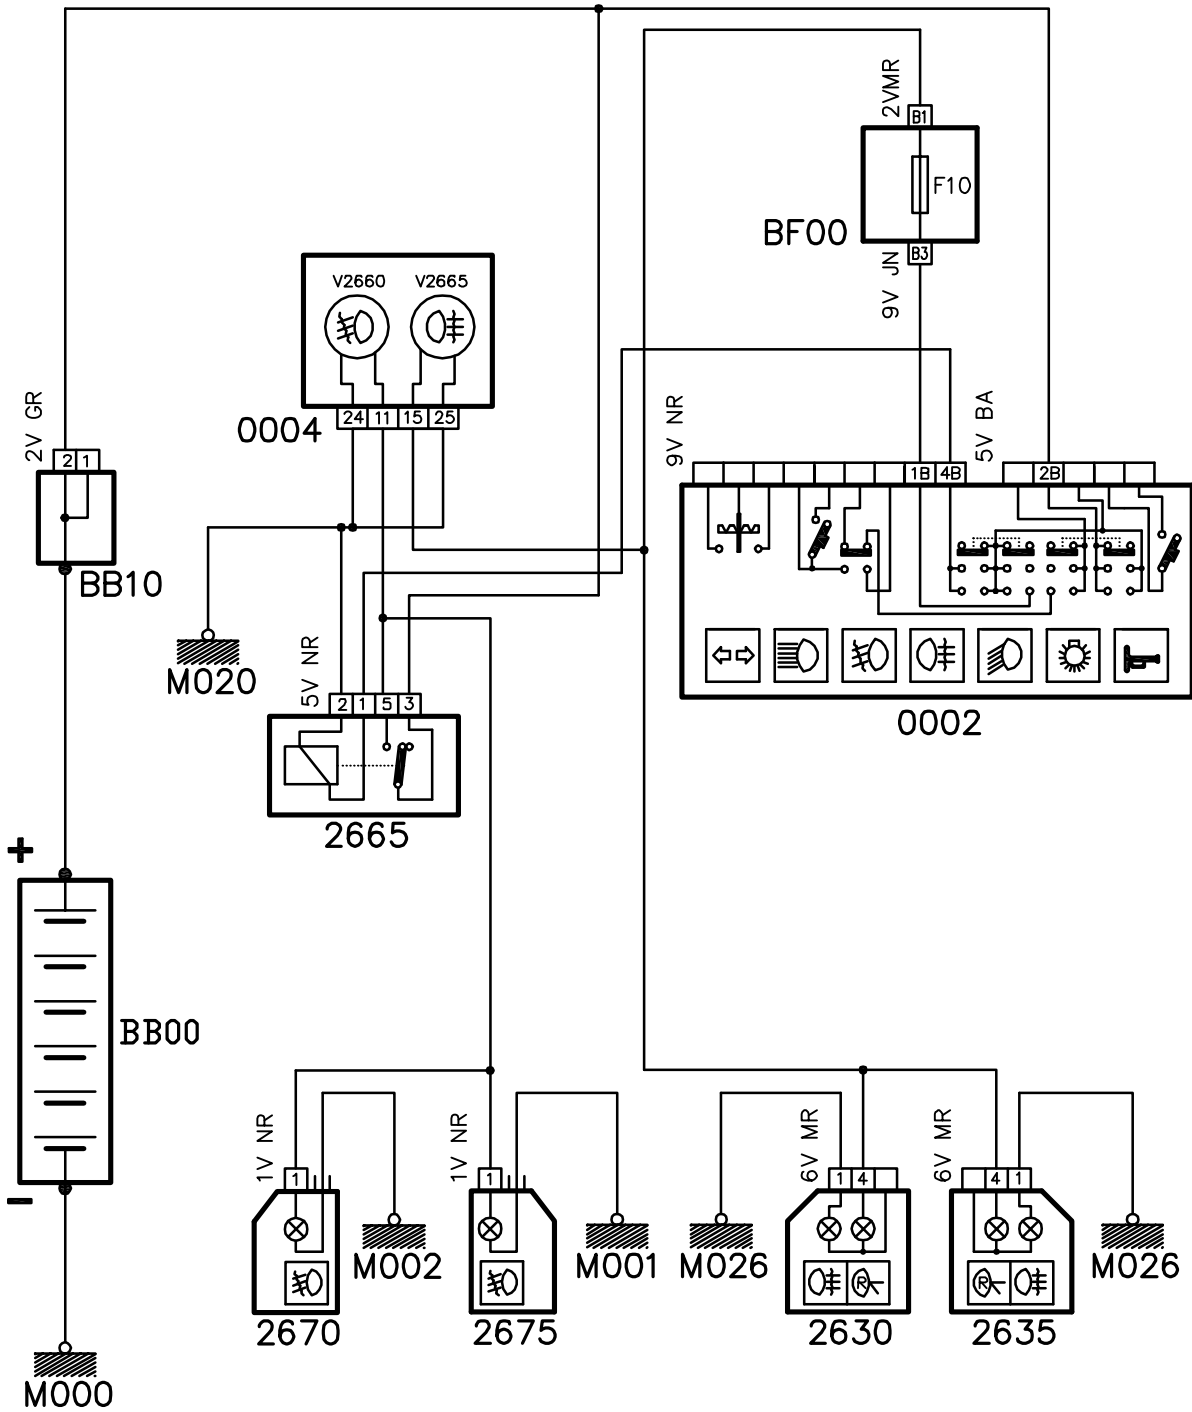 2VMR
B1
F10
BF00
B3
9V JN
V2660 V2665
24 11 15 25
0004
2V GR
2 1
BB10
9V NR
5V BA
1B 4B 2B
0002
M020
5V NR
2 1 5 3
2665
+
BB00
-
M000
1V NR
1
M002
2670
1V NR
1
M001
2675
M026
6V MR
1 4
R
2630
6V MR
4 1
R
M026
2635